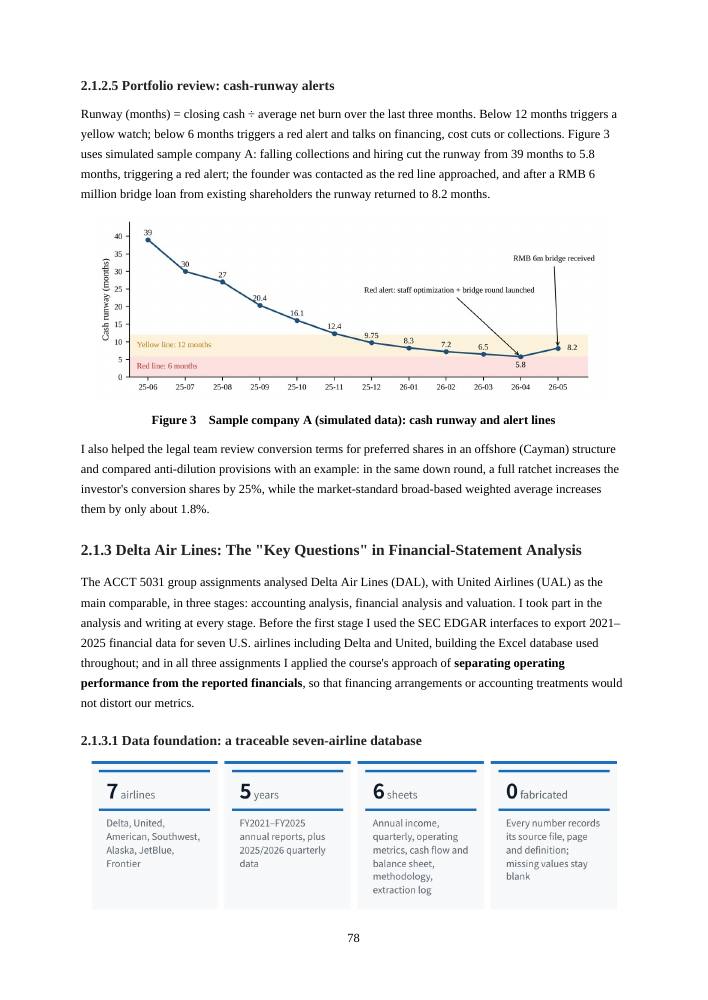 2.1.2.5 Portfolio review: cash-runway alerts
Runway (months) = closing cash ÷ average net burn over the last three months. Below 12 months triggers a
yellow watch; below 6 months triggers a red alert and talks on financing, cost cuts or collections. Figure 3
uses simulated sample company A: falling collections and hiring cut the runway from 39 months to 5.8
months, triggering a red alert; the founder was contacted as the red line approached, and after a RMB 6
million bridge loan from existing shareholders the runway returned to 8.2 months.
Cash runway (months)
40
35
30
25
20
15
10
5
0
39
30
27
20.4
16.1
12.4
9.75
8.3
7.2
6.5
5.8
8.2
RMB 6m bridge received
Red alert: staff optimization + bridge round launched
Yellow line: 12 months
Red line: 6 months
25-06 25-07 25-08 25-09 25-10 25-11 25-12 26-01 26-02 26-03 26-04 26-05
Figure 3 Sample company A (simulated data): cash runway and alert lines
I also helped the legal team review conversion terms for preferred shares in an offshore (Cayman) structure
and compared anti-dilution provisions with an example: in the same down round, a full ratchet increases the
investor's conversion shares by 25%, while the market-standard broad-based weighted average increases
them by only about 1.8%.
2.1.3 Delta Air Lines: The "Key Questions" in Financial-Statement Analysis
The ACCT 5031 group assignments analysed Delta Air Lines (DAL), with United Airlines (UAL) as the
main comparable, in three stages: accounting analysis, financial analysis and valuation. I took part in the
analysis and writing at every stage. Before the first stage I used the SEC EDGAR interfaces to export 2021–
2025 financial data for seven U.S. airlines including Delta and United, building the Excel database used
throughout; and in all three assignments I applied the course's approach of separating operating
performance from the reported financials, so that financing arrangements or accounting treatments would
not distort our metrics.
2.1.3.1 Data foundation: a traceable seven-airline database
7 airlines
Delta, United,
American, Southwest,
Alaska, JetBlue,
Frontier
5 years
FY2021–FY2025
annual reports, plus
2025/2026 quarterly
data
6 sheets
Annual income,
quarterly, operating
metrics, cash flow and
balance sheet,
methodology,
extraction log
0 fabricated
Every number records
its source file, page
and definition;
missing values stay
blank
78